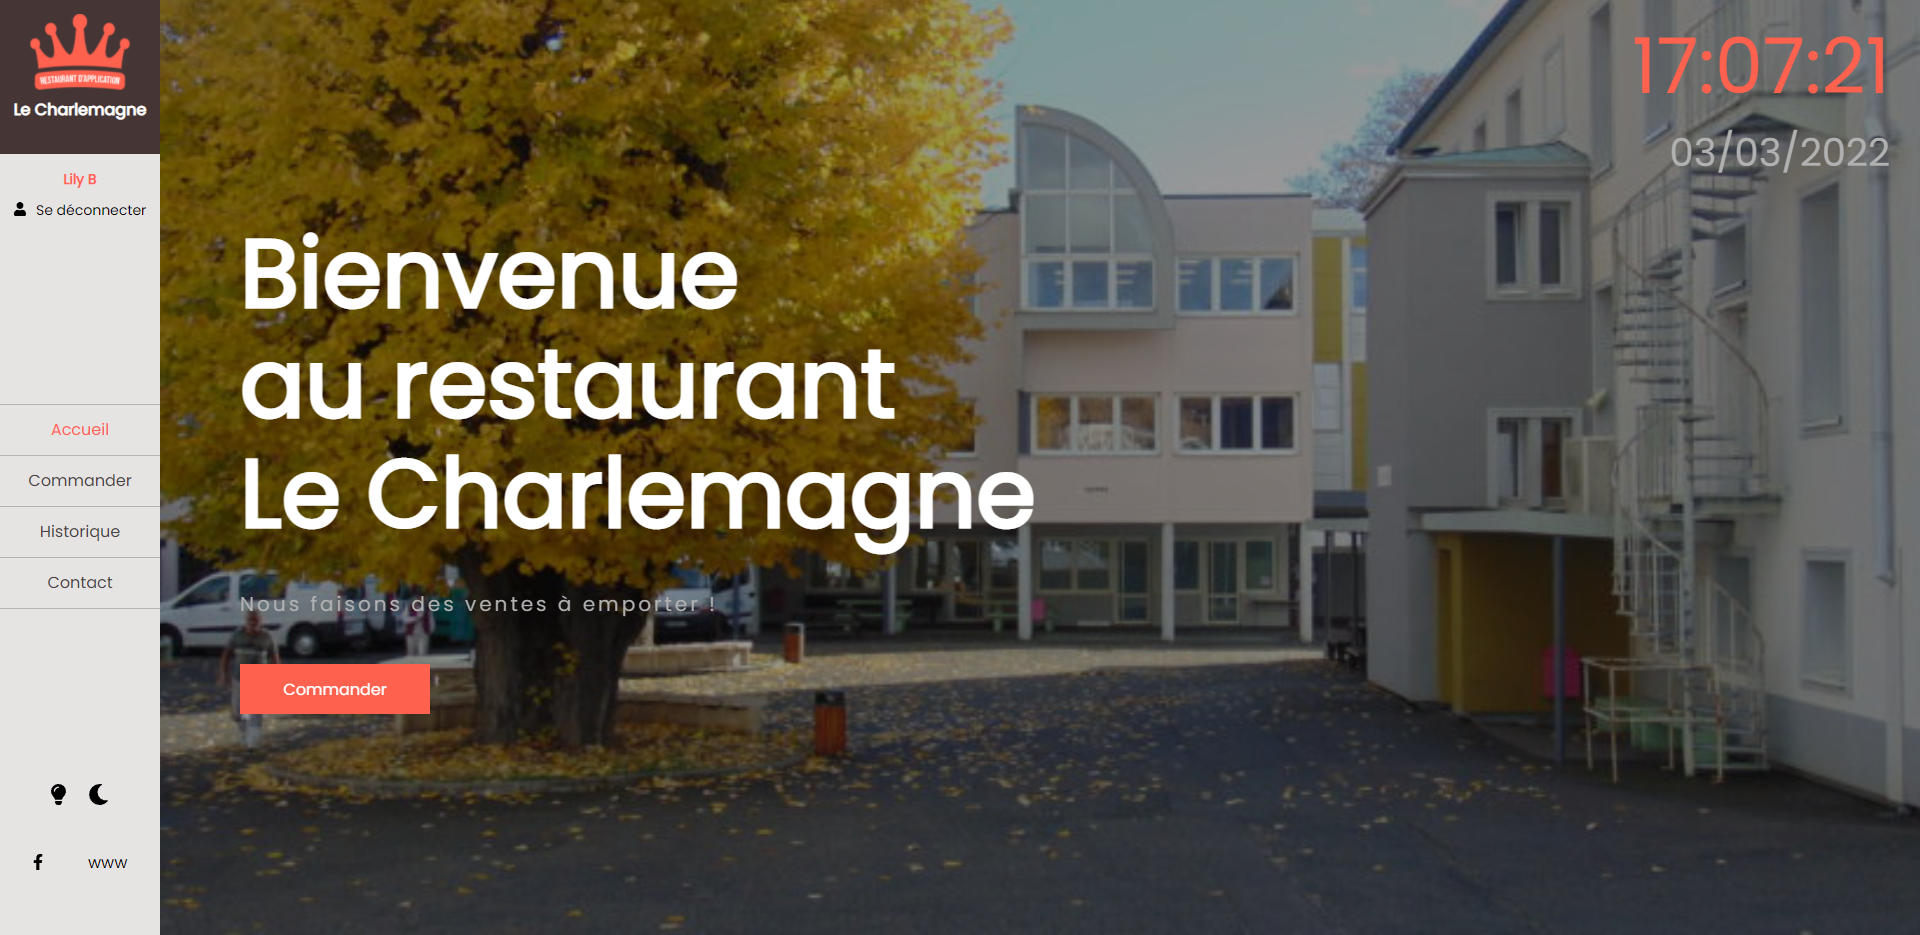 RESTAURANT D'APPLICATION
Le Charlemagne
Lily B
Se déconnecter
Accueil
Commander
Historique
Contact
www
17:07:21
03/03/2022
Bienvenue
au restaurant
Le Charlemagne
Nous faisons des ventes à emporter !
Commander